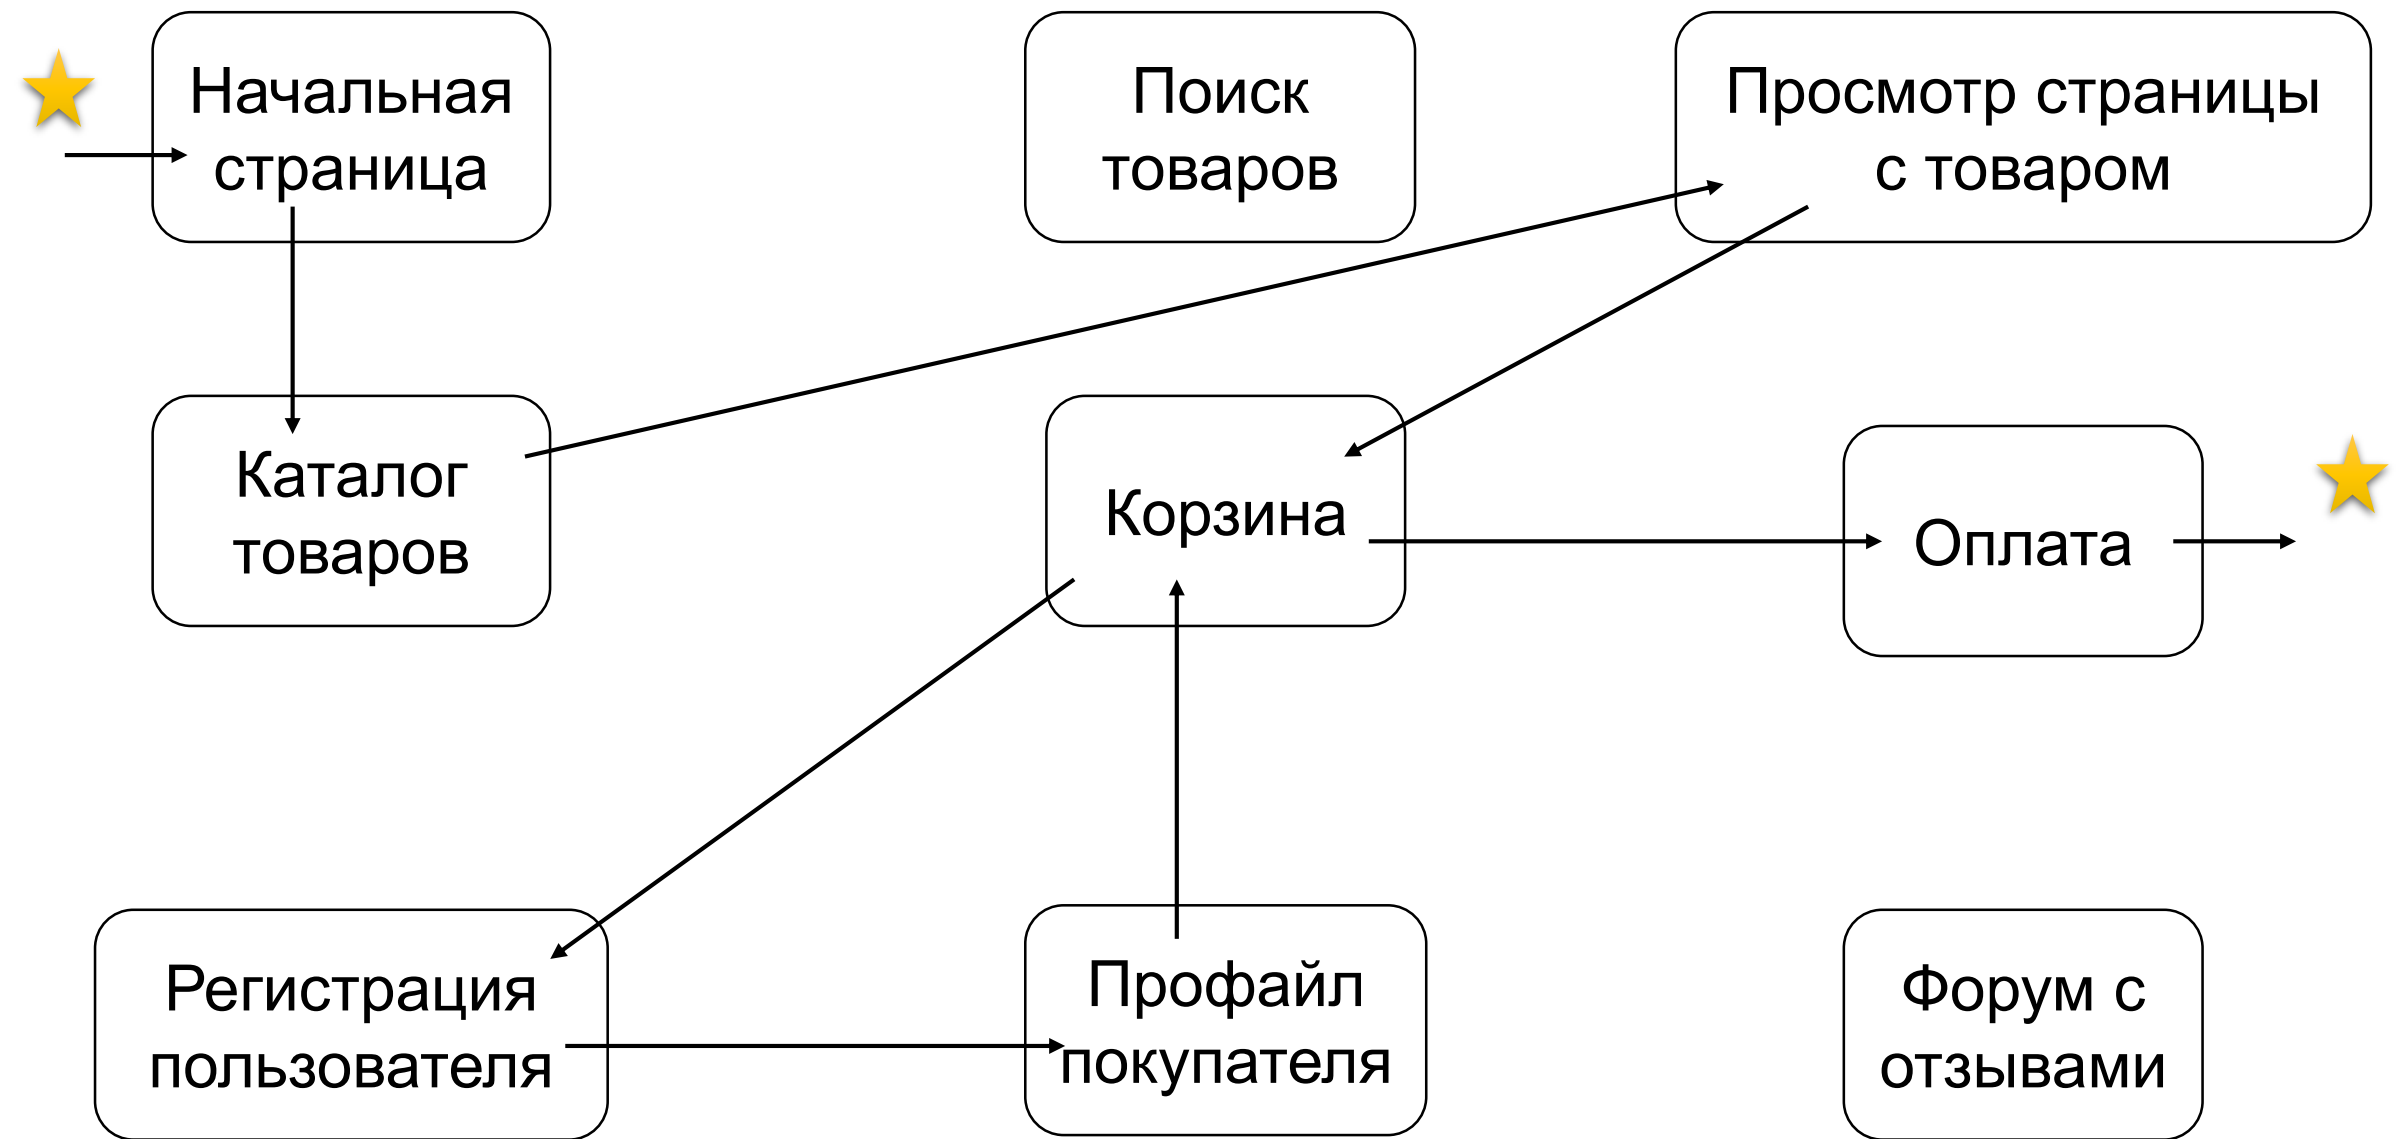 Начальная
страница
Поиск
товаров
Просмотр страницы
с товаром
Каталог
товаров
Корзина
Оплата
Регистрация
пользователя
Профайл
покупателя
Форум с
отзывами